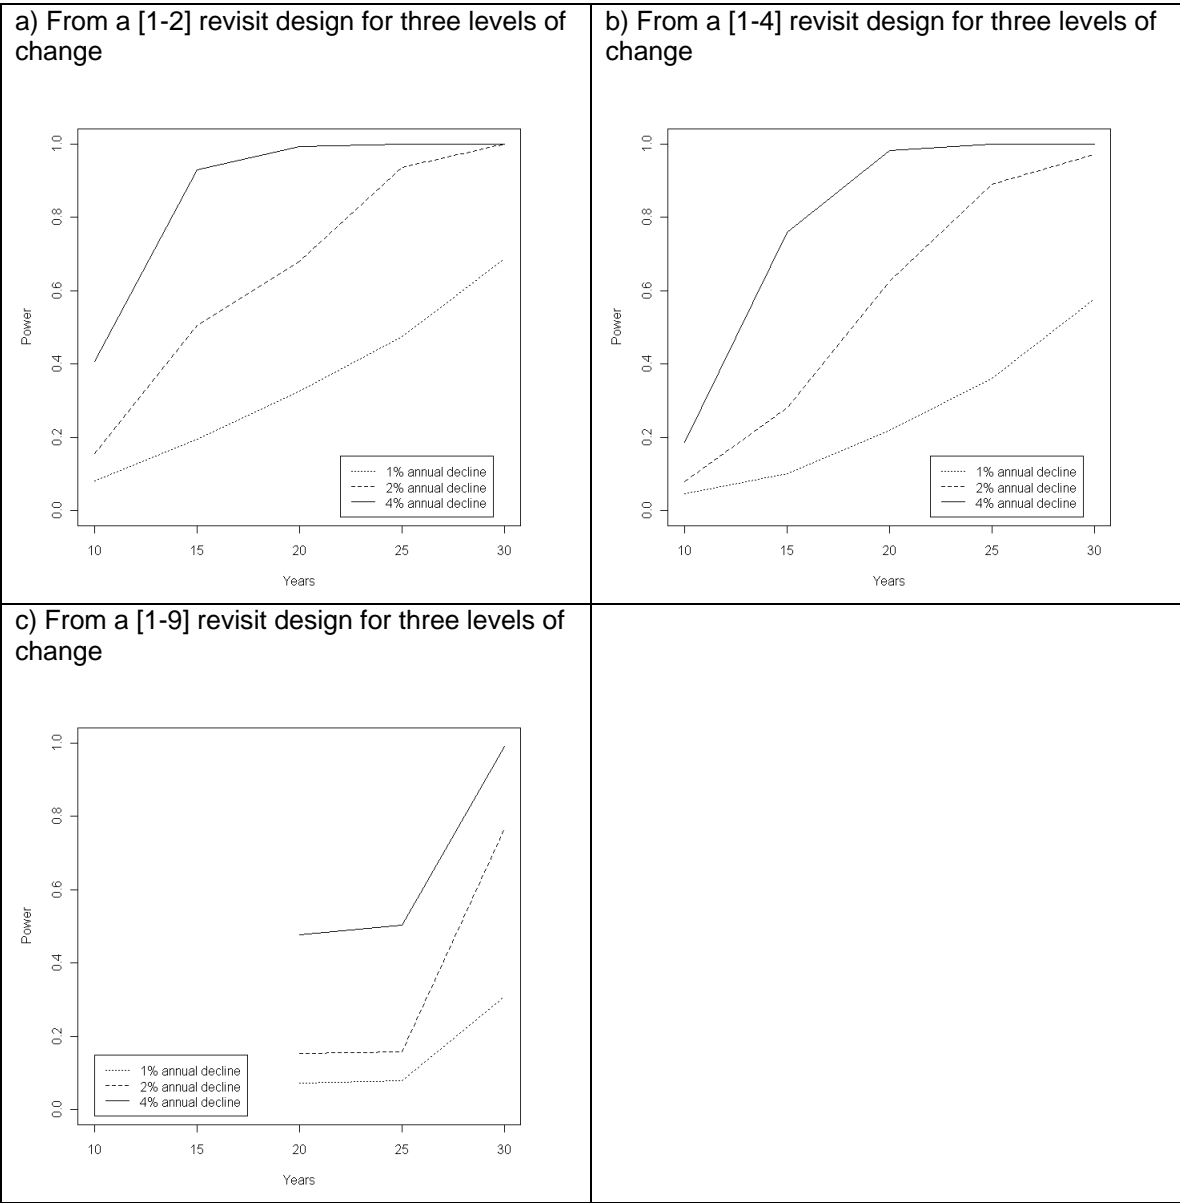 a) From a [1-2] revisit design for three levels of
change
1.0
0.8
0.6
0.4
0.2
0.0
Power
1% annual decline
2% annual decline
4% annual decline
10 15 20 25 30
Years
b) From a [1-4] revisit design for three levels of
change
1.0
0.8
0.6
0.4
0.2
0.0
Power
1% annual decline
2% annual decline
4% annual decline
10 15 20 25 30
Years
c) From a [1-9] revisit design for three levels of
change
1.0
0.8
0.6
0.4
0.2
0.0
Power
1% annual decline
2% annual decline
4% annual decline
10 15 20 25 30
Years